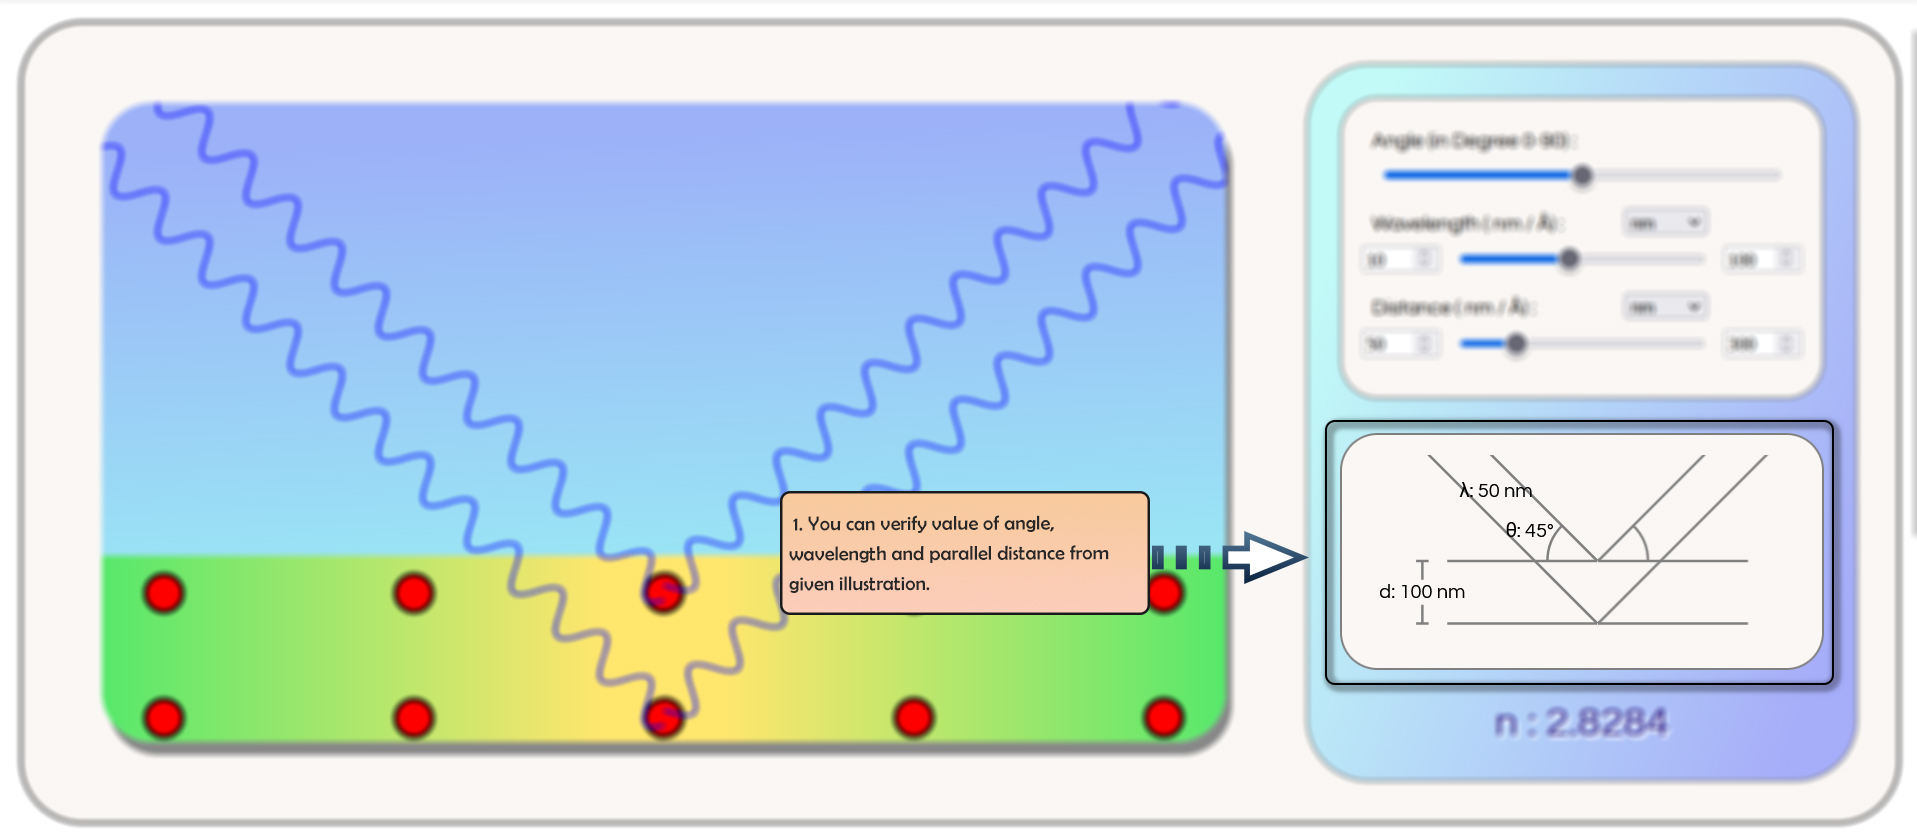 Angle (in Degree 0-90) :
Wavelength ( nm / Å) :
nm
10
100
Distance ( nm / Å) :
nm
50
300
λ: 50 nm
θ: 45°
d: 100 nm
1. You can verify value of angle,
wavelength and parallel distance from
given illustration.
n : 2.8284